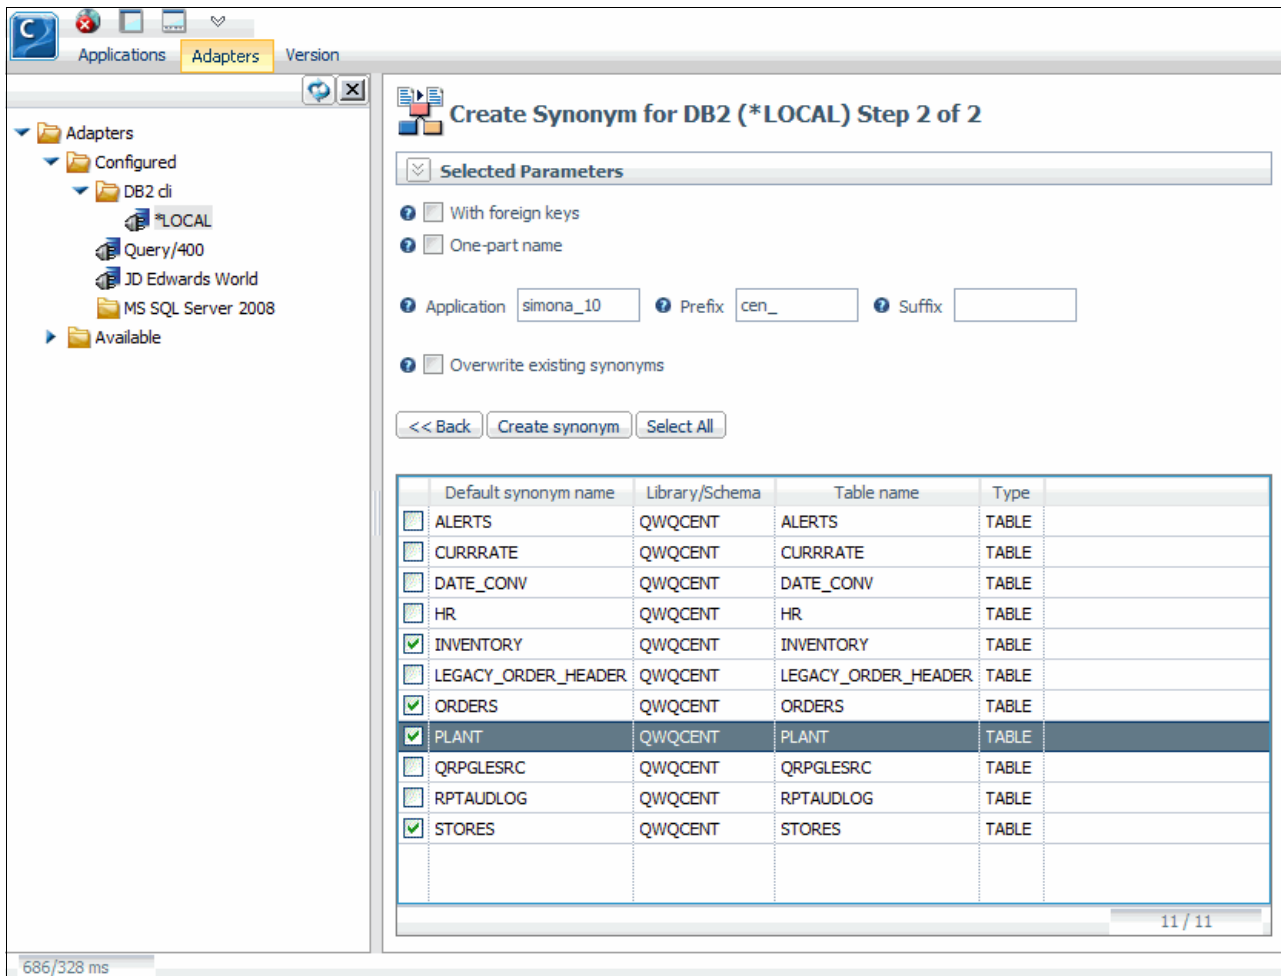 C
Applications Adapters Version
Adapters
Configured
DB2 cli
*LOCAL
Query/400
JD Edwards World
MS SQL Server 2008
Available
Create Synonym for DB2 (*LOCAL) Step 2 of 2
Selected Parameters
? With foreign keys
? One-part name
? Application simona_10 ? Prefix cen_ ? Suffix
? Overwrite existing synonyms
<< Back Create synonym Select All
Default synonym name Library/Schema Table name Type
ALERTS QWQCENT ALERTS TABLE
CURRRATE QWQCENT CURRRATE TABLE
DATE_CONV QWQCENT DATE_CONV TABLE
HR QWQCENT HR TABLE
INVENTORY QWQCENT INVENTORY TABLE
LEGACY_ORDER_HEADER QWQCENT LEGACY_ORDER_HEADER TABLE
ORDERS QWQCENT ORDERS TABLE
PLANT QWQCENT PLANT TABLE
QRPGLESRC QWQCENT QRPGLESRC TABLE
RPTAUDLOG QWQCENT RPTAUDLOG TABLE
STORES QWQCENT STORES TABLE
11 / 11
686/328 ms